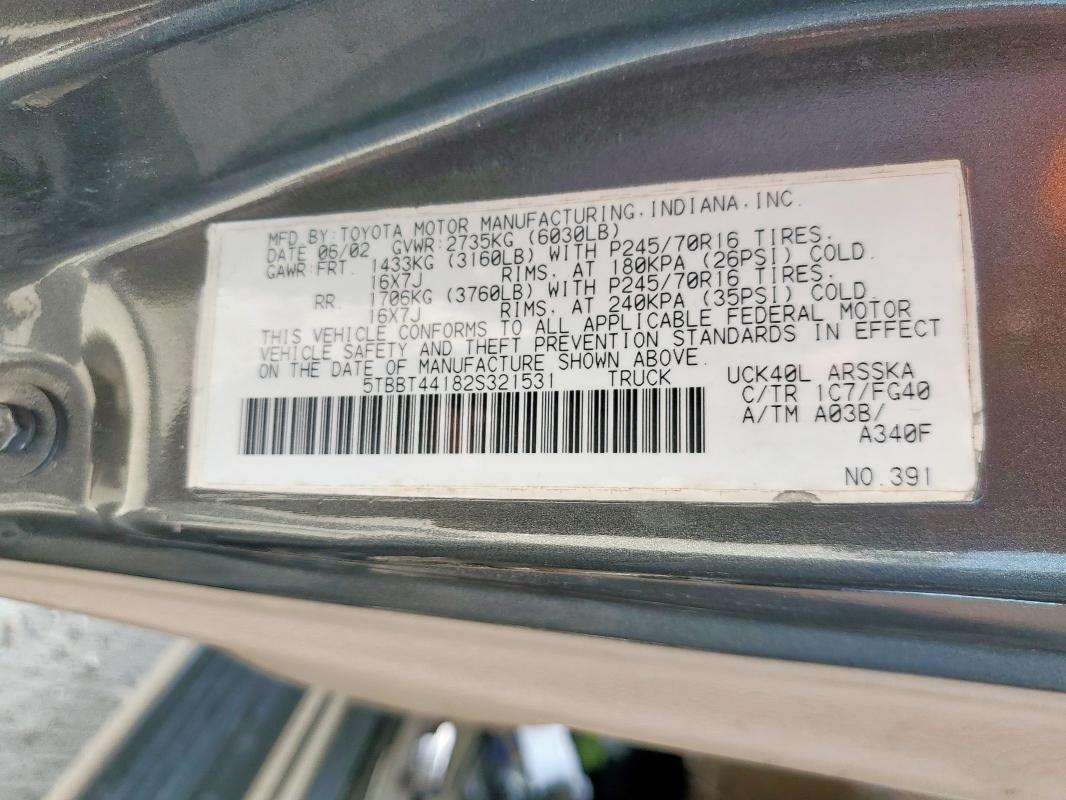 MFD. BY: TOYOTA MOTOR MANUFACTURING, INDIANA, INC.
DATE 06/02 GVWR: 2735KG (6030LB)
GAWR: FRT. 1433KG (3160LB) WITH P245/70R16 TIRES,
16X7J RIMS, AT 180KPA (26PSI) COLD.
RR. 1706KG (3760LB) WITH P245/70R16 TIRES,
16X7J RIMS, AT 240KPA (35PSI) COLD
THIS VEHICLE CONFORMS TO ALL APPLICABLE FEDERAL MOTOR
VEHICLE SAFETY AND THEFT PREVENTION STANDARDS IN EFFECT
ON THE DATE OF MANUFACTURE SHOWN ABOVE.
5TBBT44182S321531 TRUCK
UCK40L ARSSKA
C/TR 1C7/FG40
A/TM A03B/
A340F
NO. 391